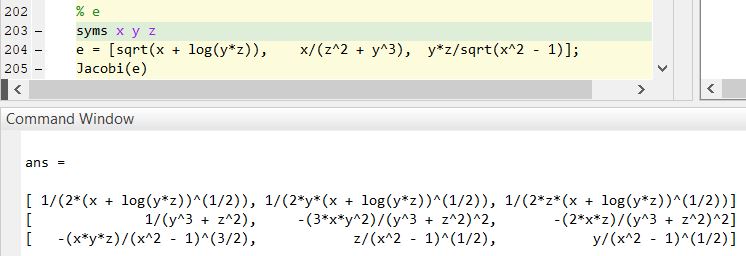 202 % e
203 – syms x y z
204 – e = [sqrt(x + log(y*z)), x/(z^2 + y^3), y*z/sqrt(x^2 - 1)];
205 – Jacobi(e)
Command Window
ans =
[ 1/(2*(x + log(y*z))^(1/2)), 1/(2*y*(x + log(y*z))^(1/2)), 1/(2*z*(x + log(y*z))^(1/2))]
[ 1/(y^3 + z^2), -(3*x*y^2)/(y^3 + z^2)^2, -(2*x*z)/(y^3 + z^2)^2]
[ -(x*y*z)/(x^2 - 1)^(3/2), z/(x^2 - 1)^(1/2), y/(x^2 - 1)^(1/2)]